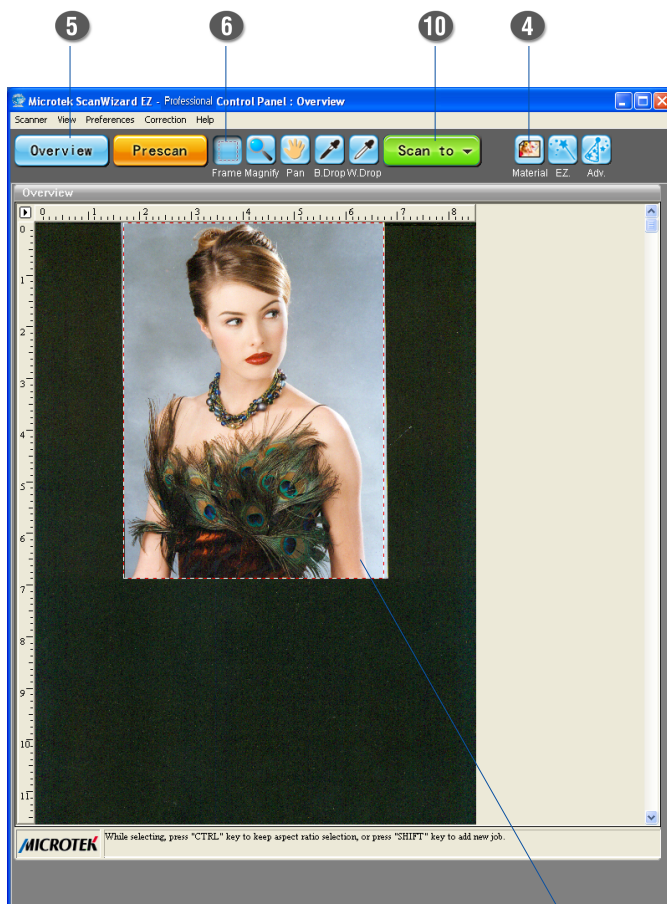 5 6 10 4
Microtek ScanWizard EZ - Professional Control Panel : Overview
Scanner View Preferences Correction Help
Overview Prescan Scan to
Frame Magnify Pan B.Drop W.Drop Material EZ. Adv.
Overview
0 1 2 3 4 5 6 7 8
0
1
2
3
4
5
6
7
8
9
10
11
MICROTEK While selecting, press "CTRL" key to keep aspect ratio selection, or press "SHIFT" key to add new job.